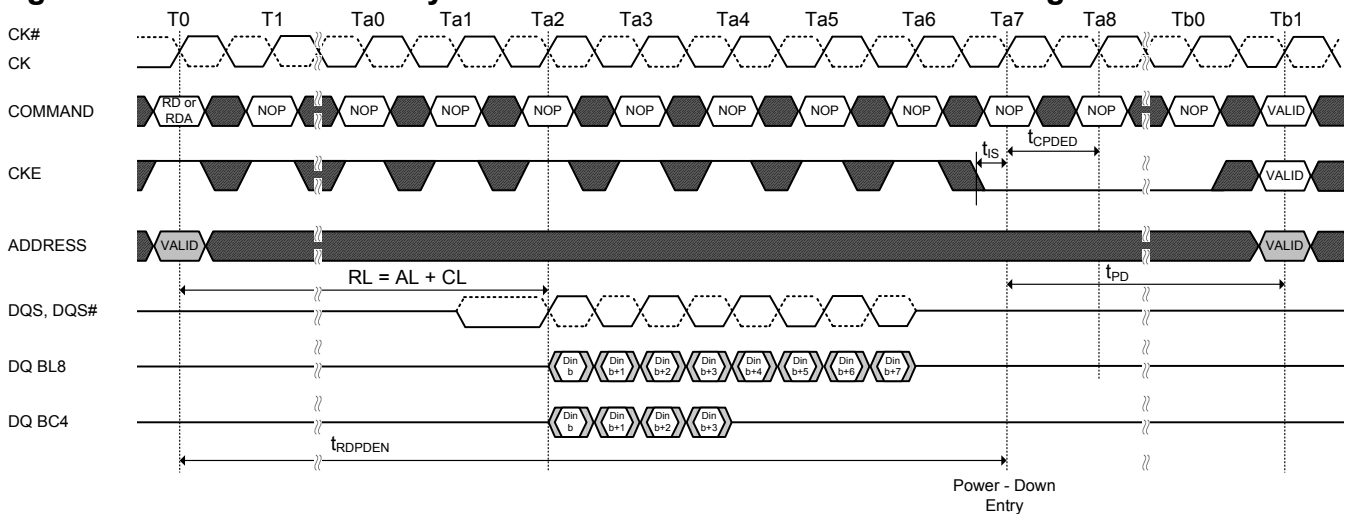 T0 T1 Ta0 Ta1 Ta2 Ta3 Ta4 Ta5 Ta6 Ta7 Ta8 Tb0 Tb1
CK#
CK
COMMAND RD or RDA NOP NOP NOP NOP NOP NOP NOP NOP NOP NOP NOP VALID
tIS tCPDED
CKE VALID
ADDRESS VALID VALID
RL = AL + CL tPD
DQS, DQS#
DQ BL8 Din b Din b+1 Din b+2 Din b+3 Din b+4 Din b+5 Din b+6 Din b+7
DQ BC4 Din b Din b+1 Din b+2 Din b+3
tRDPDEN
Power - Down
Entry